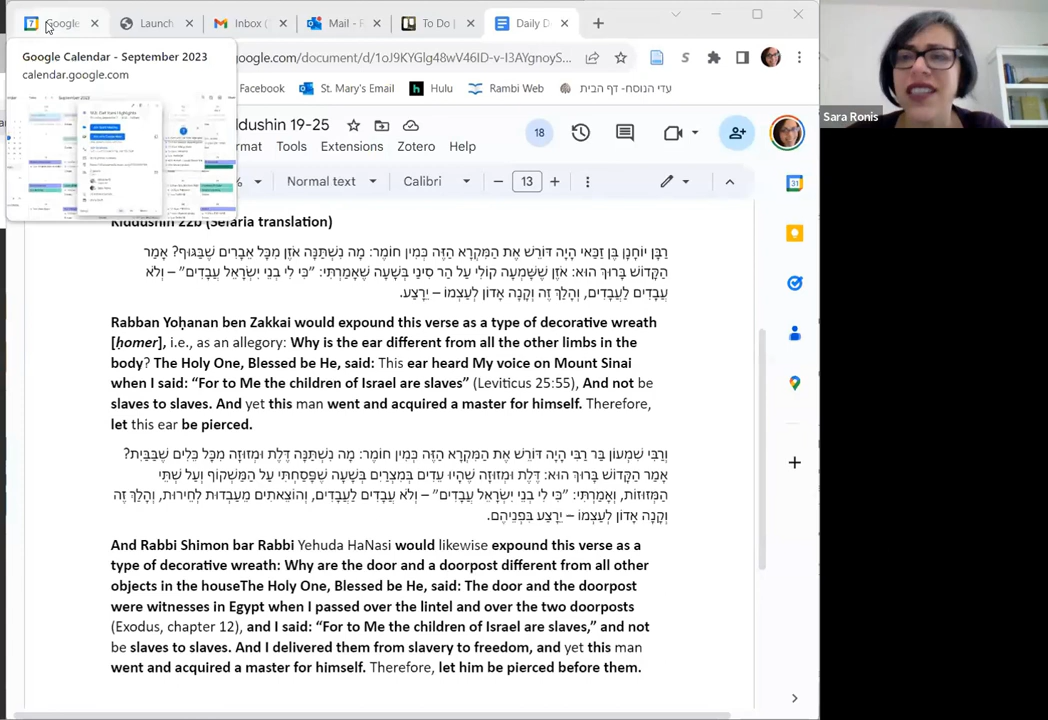 Google
Launch
Inbox (
Mail - F
To Do |
Daily D
Google Calendar - September 2023
calendar.google.com
oogle.com/document/d/1oJ9KYGlg48wV46ID-v-I3AYgnoyS...
Facebook
St. Mary's Email
Hulu
Rambi Web
עדי הנוסח- דף הבית
ddushin 19-25
18
rmat Tools Extensions Zotero Help
% Normal text Calibri − 13 +
Kiddushin 22b (Sefaria translation)
רַבָּן יוֹחָנָן בֶּן זַכַּאי הָיָה דּוֹרֵשׁ אֶת הַמִּקְרָא הַזֶּה כְּמִין חוֹמֶר: מָה נִשְׁתַּנָּה אֹזֶן מִכׇּל אֵבָרִים שֶׁבַּגּוּף? אָמַר
הַקָּדוֹשׁ בָּרוּךְ הוּא: אֹזֶן שֶׁשָּׁמְעָה קוֹלִי עַל הַר סִינַי בְּשָׁעָה שֶׁאָמַרְתִּי: ״כִּי לִי בְנֵי יִשְׂרָאֵל עֲבָדִים״ – וְלֹא
עֲבָדִים לַעֲבָדִים, וְהָלַךְ זֶה וְקָנָה אָדוֹן לְעַצְמוֹ – יֵרָצַע.
Rabban Yoḥanan ben Zakkai would expound this verse as a type of decorative wreath
[ḥomer], i.e., as an allegory: Why is the ear different from all the other limbs in the
body? The Holy One, Blessed be He, said: This ear heard My voice on Mount Sinai
when I said: “For to Me the children of Israel are slaves” (Leviticus 25:55), And not be
slaves to slaves. And yet this man went and acquired a master for himself. Therefore,
let this ear be pierced.
וְרַבִּי שִׁמְעוֹן בַּר רַבִּי הָיָה דּוֹרֵשׁ אֶת הַמִּקְרָא הַזֶּה כְּמִין חוֹמֶר: מָה נִשְׁתַּנָּה דֶּלֶת וּמְזוּזָה מִכׇּל כֵּלִים שֶׁבַּבַּיִת?
אָמַר הַקָּדוֹשׁ בָּרוּךְ הוּא: דֶּלֶת וּמְזוּזָה שֶׁהָיוּ עֵדִים בְּמִצְרַיִם בְּשָׁעָה שֶׁפָּסַחְתִּי עַל הַמַּשְׁקוֹף וְעַל שְׁתֵּי
הַמְּזוּזוֹת, וְאָמַרְתִּי: ״כִּי לִי בְנֵי יִשְׂרָאֵל עֲבָדִים״ – וְלֹא עֲבָדִים לַעֲבָדִים, וְהוֹצֵאתִים מֵעַבְדוּת לְחֵירוּת, וְהָלַךְ זֶה
וְקָנָה אָדוֹן לְעַצְמוֹ – יֵרָצַע בִּפְנֵיהֶם.
And Rabbi Shimon bar Rabbi Yehuda HaNasi would likewise expound this verse as a
type of decorative wreath: Why are the door and a doorpost different from all other
objects in the houseThe Holy One, Blessed be He, said: The door and the doorpost
were witnesses in Egypt when I passed over the lintel and over the two doorposts
(Exodus, chapter 12), and I said: “For to Me the children of Israel are slaves,” and not
be slaves to slaves. And I delivered them from slavery to freedom, and yet this man
went and acquired a master for himself. Therefore, let him be pierced before them.
Sara Ronis